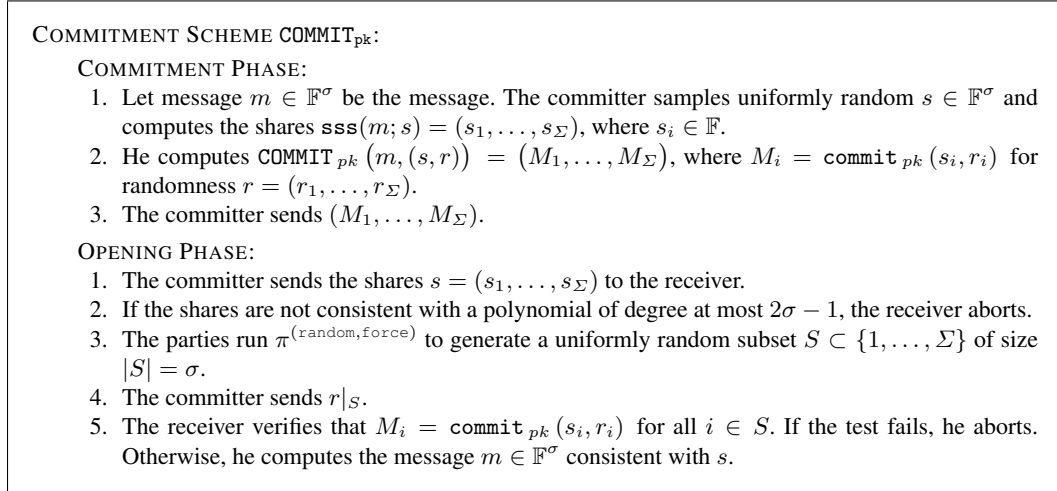 COMMITMENT SCHEME COMMIT_pk:
COMMITMENT PHASE:
1. Let message m ∈ 𝔽^σ be the message. The committer samples uniformly random s ∈ 𝔽^σ and
computes the shares sss(m; s) = (s_1, . . . , s_Σ), where s_i ∈ 𝔽.
2. He computes COMMIT_pk (m, (s, r)) = (M_1, . . . , M_Σ), where M_i = commit_pk (s_i, r_i) for
randomness r = (r_1, . . . , r_Σ).
3. The committer sends (M_1, . . . , M_Σ).
OPENING PHASE:
1. The committer sends the shares s = (s_1, . . . , s_Σ) to the receiver.
2. If the shares are not consistent with a polynomial of degree at most 2σ − 1, the receiver aborts.
3. The parties run π^(random,force) to generate a uniformly random subset S ⊂ {1, . . . , Σ} of size
|S| = σ.
4. The committer sends r|_S.
5. The receiver verifies that M_i = commit_pk (s_i, r_i) for all i ∈ S. If the test fails, he aborts.
Otherwise, he computes the message m ∈ 𝔽^σ consistent with s.